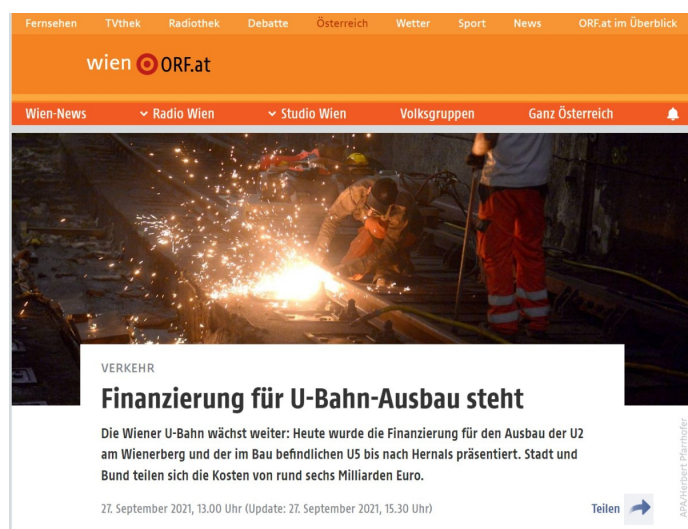 Fernsehen TVthek Radiothek Debatte Österreich Wetter Sport News ORF.at im Überblick
wien ORF.at
Wien-News Radio Wien Studio Wien Volksgruppen Ganz Österreich
VERKEHR
Finanzierung für U-Bahn-Ausbau steht
Die Wiener U-Bahn wächst weiter: Heute wurde die Finanzierung für den Ausbau der U2
am Wienerberg und der im Bau befindlichen U5 bis nach Hernals präsentiert. Stadt und
Bund teilen sich die Kosten von rund sechs Milliarden Euro.
27. September 2021, 13.00 Uhr (Update: 27. September 2021, 15.30 Uhr)
Teilen
APA/Herbert Pfarrhofer